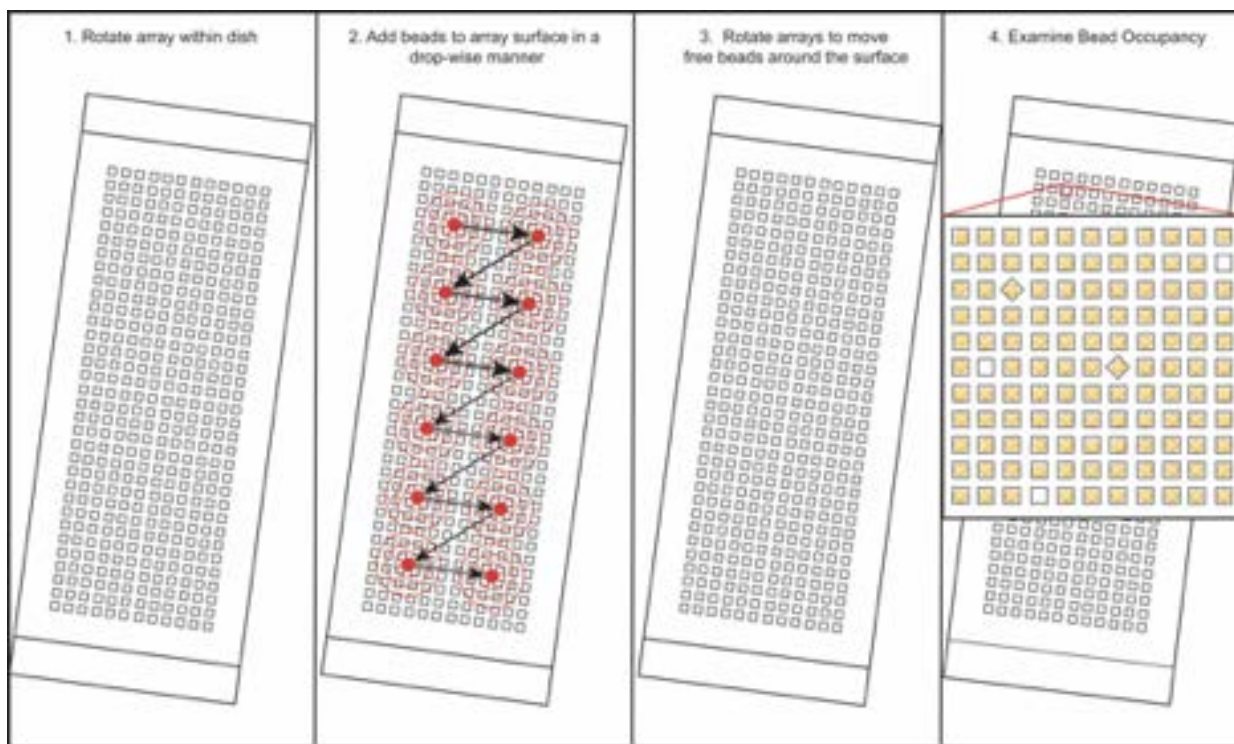 1. Rotate array within dish
2. Add beads to array surface in a
drop-wise manner
3. Rotate arrays to move
free beads around the surface
4. Examine Bead Occupancy